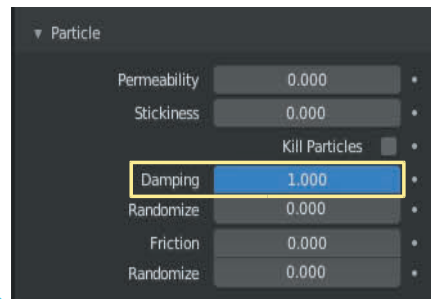 Particle
Permeability 0.000
Stickiness 0.000
Kill Particles
Damping 1.000
Randomize 0.000
Friction 0.000
Randomize 0.000